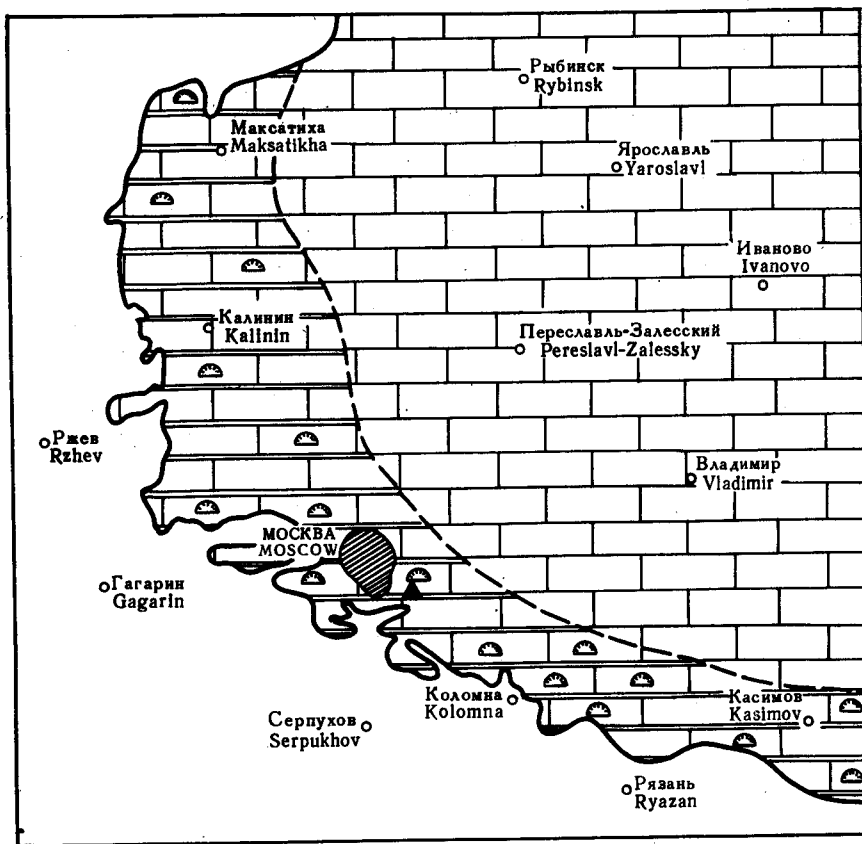 Рыбинск
Rybinsk
Максатиха
Maksatikha
Ярославль
Yaroslavl
Иваново
Ivanovo
Калинин
Kalinin
Переславль-Залесский
Pereslavl-Zalessky
Ржев
Rzhev
Владимир
Vladimir
МОСКВА
MOSCOW
Гагарин
Gagarin
Коломна
Kolomna
Касимов
Kasimov
Серпухов
Serpukhov
Рязань
Ryazan